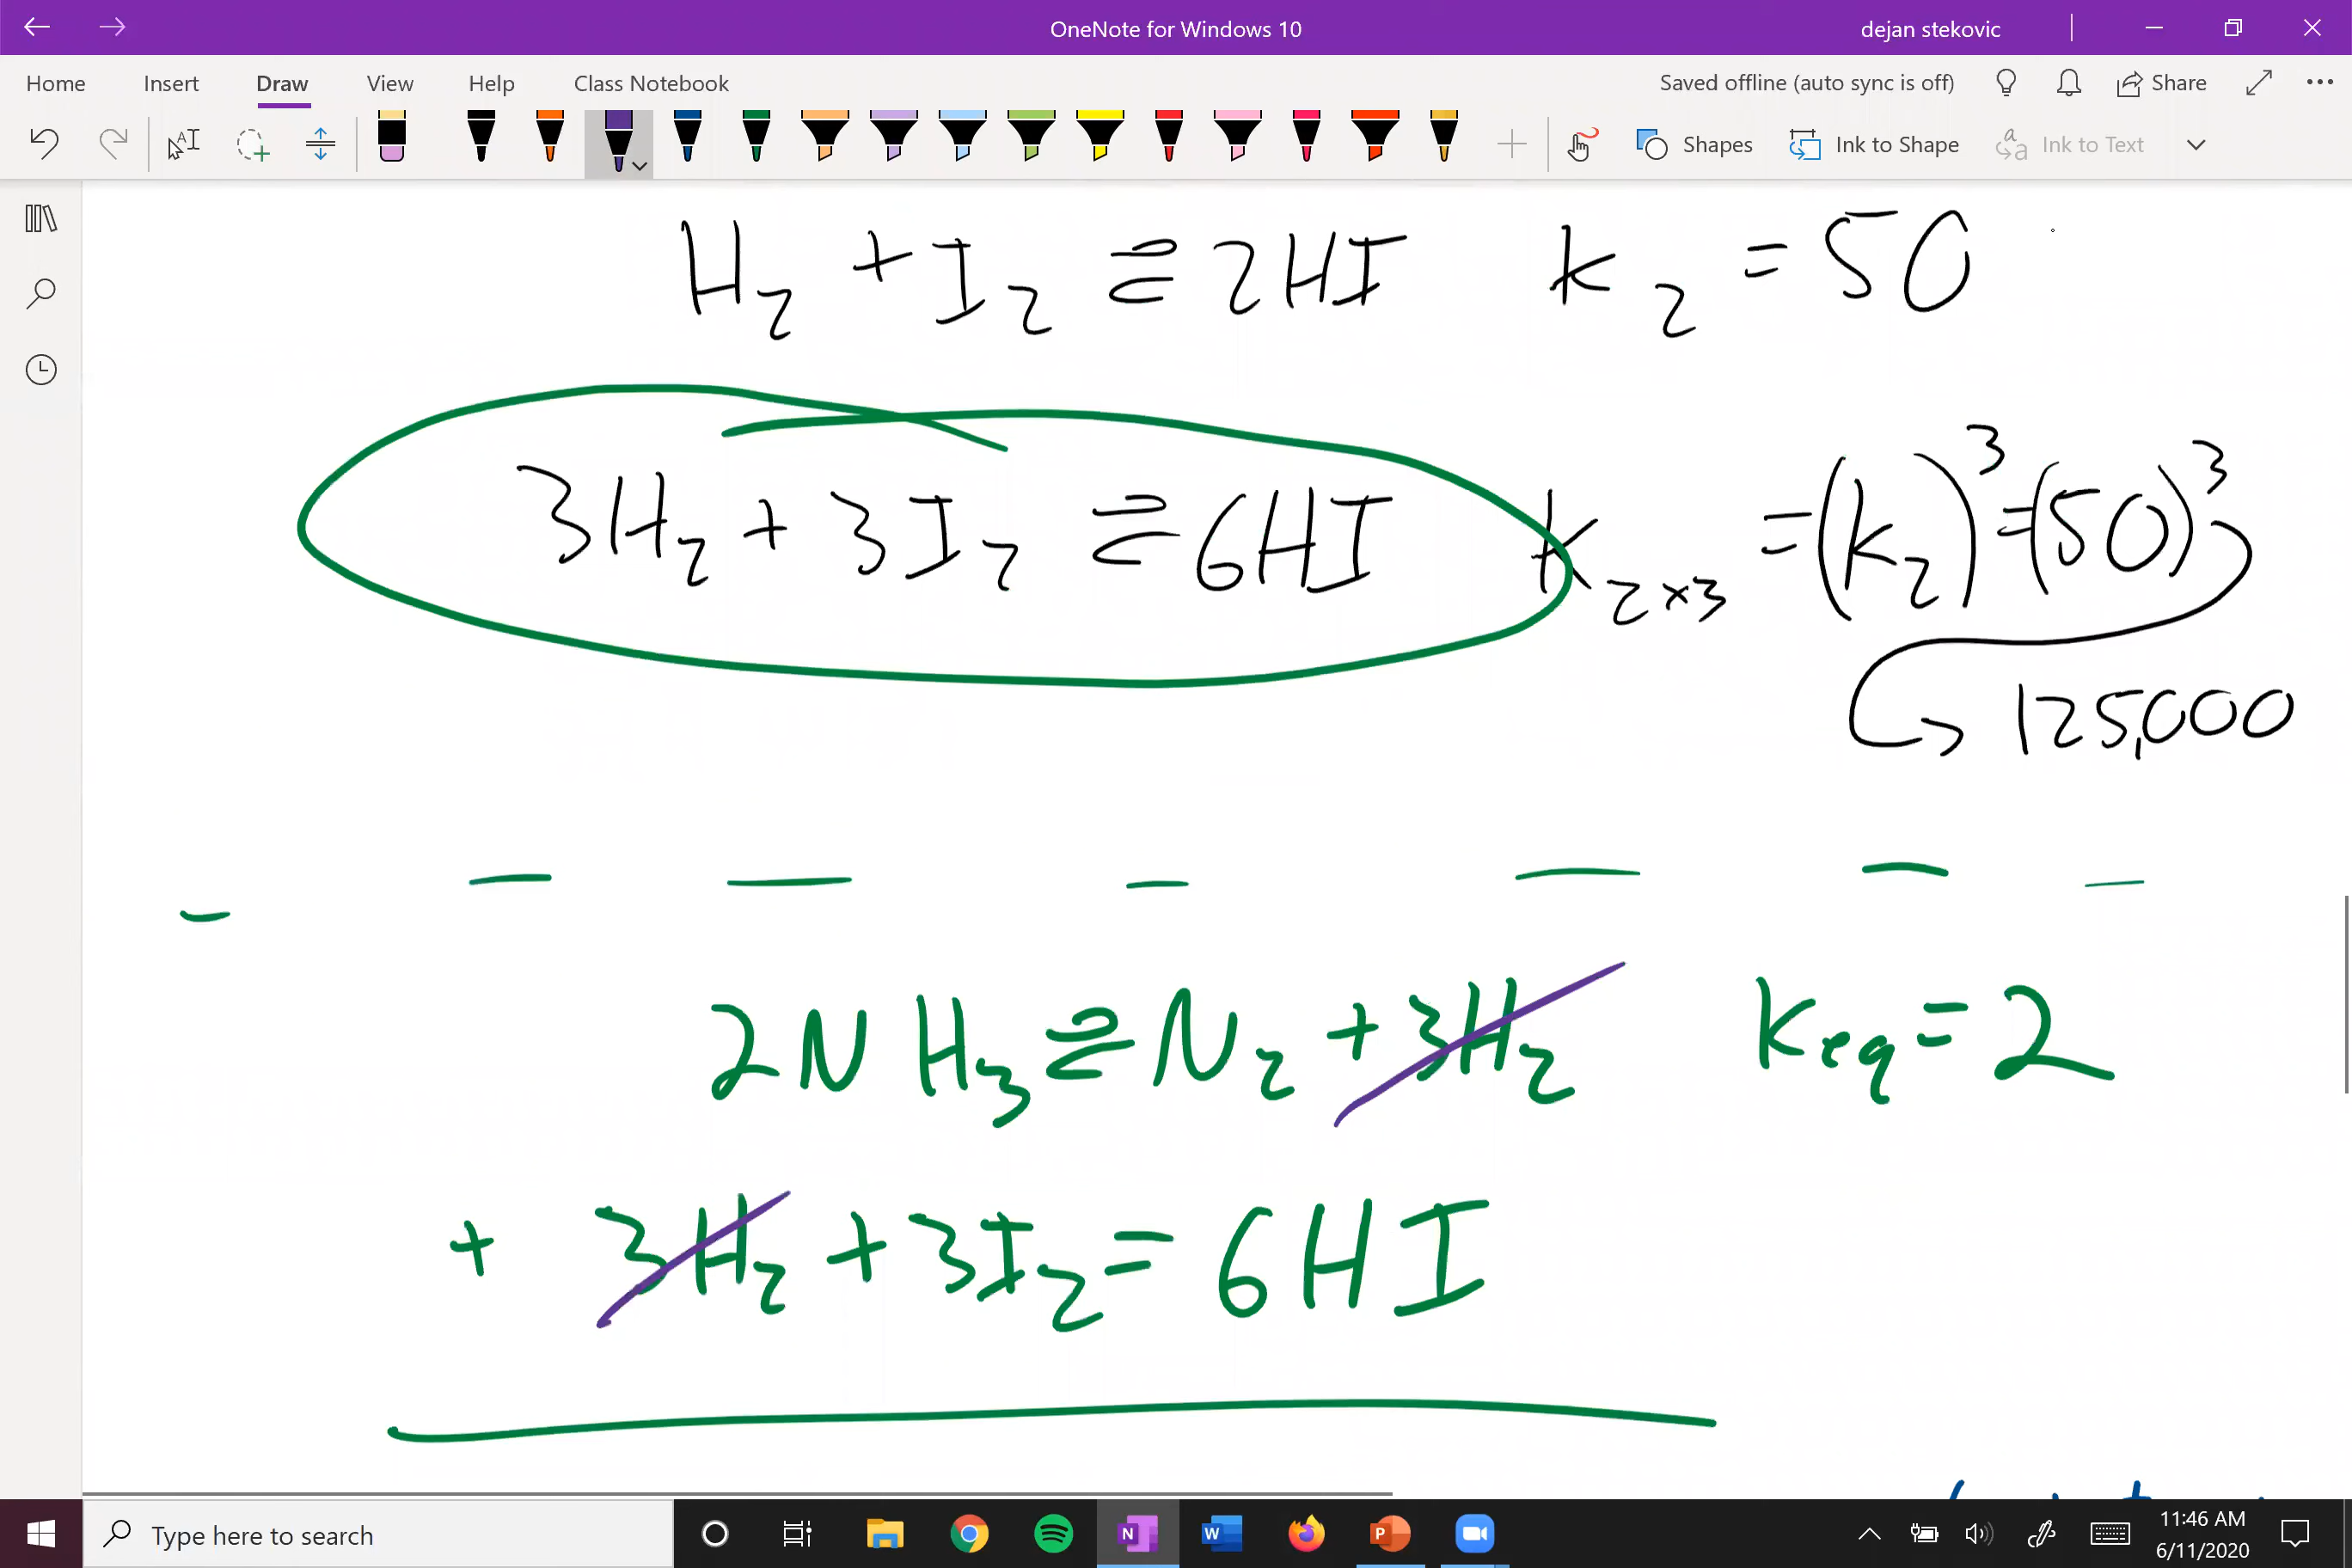 OneNote for Windows 10
dejan stekovic
Home Insert Draw View Help Class Notebook
Saved offline (auto sync is off) Share
Shapes Ink to Shape Ink to Text
H₂ + I₂ ⇌ 2HI K₂ = 50
3H₂ + 3I₂ ⇌ 6HI K₂ₓ₃ = (K₂)³ = (50)³
125,000
2NH₃ ⇌ N₂ + 3H₂ Keq = 2
+ 3H₂ + 3I₂ = 6HI
Type here to search
11:46 AM
6/11/2020